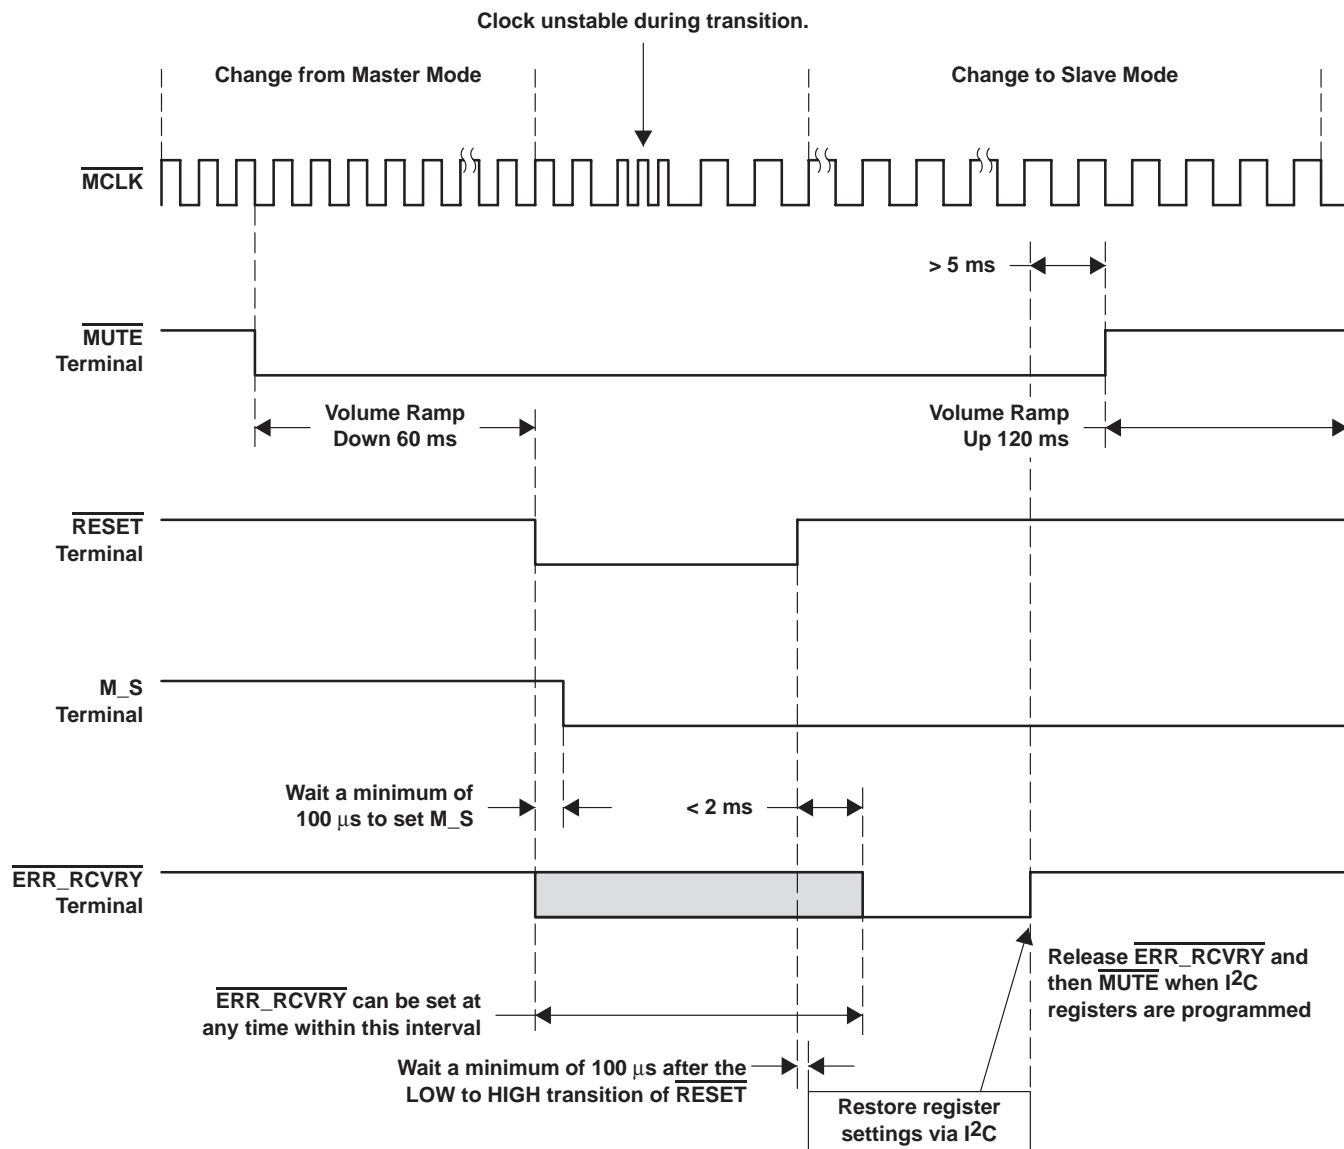 Clock unstable during transition.
Change from Master Mode
Change to Slave Mode
MCLK
> 5 ms
MUTE
Terminal
Volume Ramp
Down 60 ms
Volume Ramp
Up 120 ms
RESET
Terminal
M_S
Terminal
Wait a minimum of
100 μs to set M_S
< 2 ms
ERR_RCVRY
Terminal
ERR_RCVRY can be set at
any time within this interval
Release ERR_RCVRY and
then MUTE when I2C
registers are programmed
Wait a minimum of 100 μs after the
LOW to HIGH transition of RESET
Restore register
settings via I2C